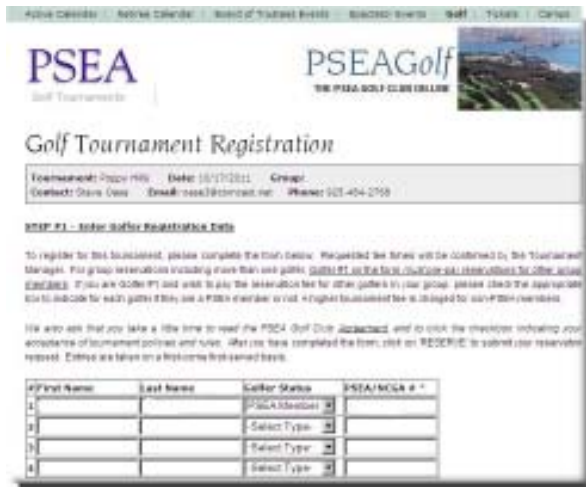 Active Calendar | Retiree Calendar | Board of Trustees Events | Spectator Events | Golf | Tickets | Camps
PSEA
Golf Tournaments
PSEAGolf
THE PSEA GOLF CLUB ONLINE
Golf Tournament Registration
Tournament: Poppy Hills Date: 10/17/2011 Group:
Contact: Steve Email: Phone: 925-484-2768
STEP #1 - Enter Golfer Registration Data
To register for this tournament, please complete the form below. Requested tee times will be confirmed by the Tournament
Manager. For group reservations including more than one golfer, Golfer #1 on the form multiple-pay reservations for other group
members. If you are Golfer #1 and wish to pay the reservation fee for other golfers in your group, please check the appropriate
box to indicate for each golfer if they are a PSEA member or not. A higher tournament fee is charged for non-PSEA members.
We also ask that you take a little time to read the PSEA Golf Club Agreement, and to click the checkbox indicating your
acceptance of tournament policies and rules. After you have completed the form, click on 'RESERVE' to submit your reservation
request. Entries are taken on a first-come first-served basis.
# First Name Last Name Golfer Status PSEA/NCGA # *
1 PSEA Member
2 -Select Type-
3 -Select Type-
4 -Select Type-